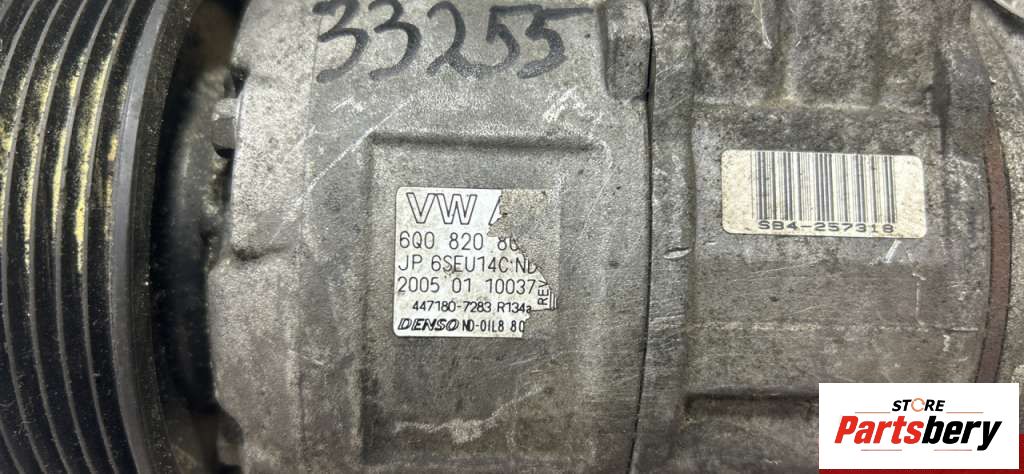 33255
VW
6Q0 820
JP 6SEU14C ND
2005 01 10037
REV
447180-7283 R134a
DENSO ND-OIL8 80
SB4-257318
STORE
Partsbery